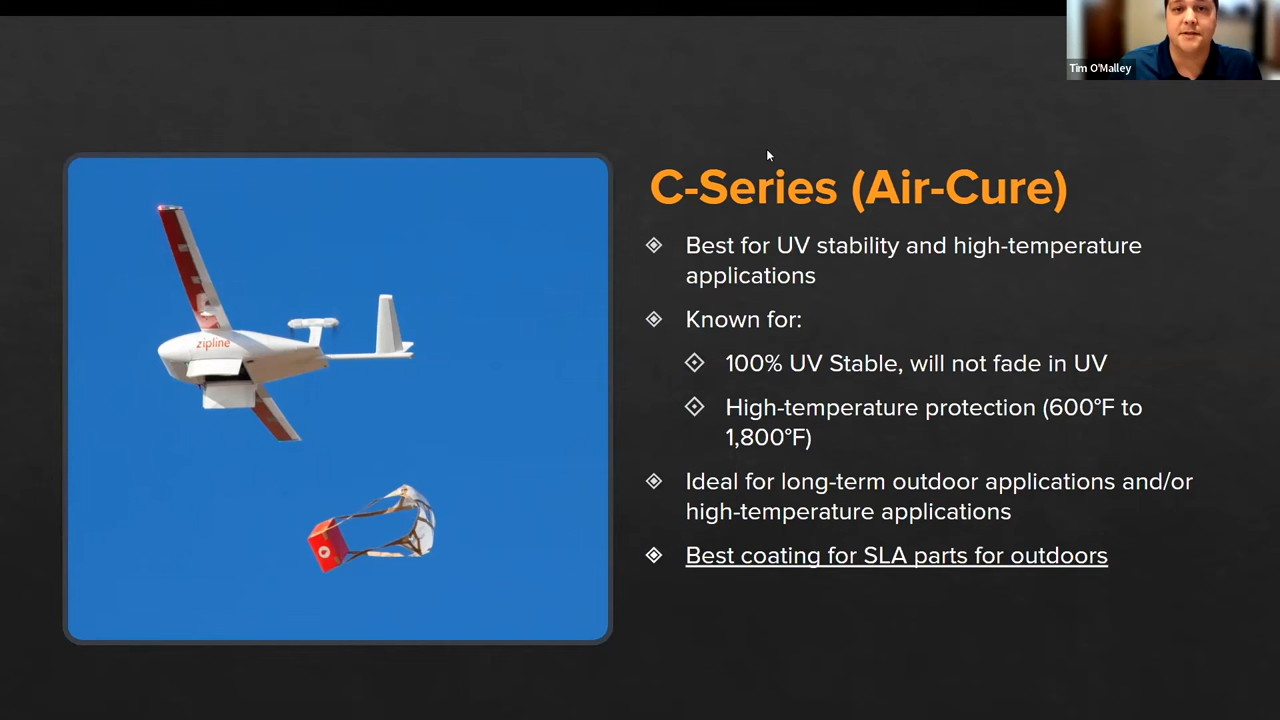 Tim O'Malley
zipline
C-Series (Air-Cure)
Best for UV stability and high-temperature
applications
Known for:
100% UV Stable, will not fade in UV
High-temperature protection (600°F to
1,800°F)
Ideal for long-term outdoor applications and/or
high-temperature applications
Best coating for SLA parts for outdoors